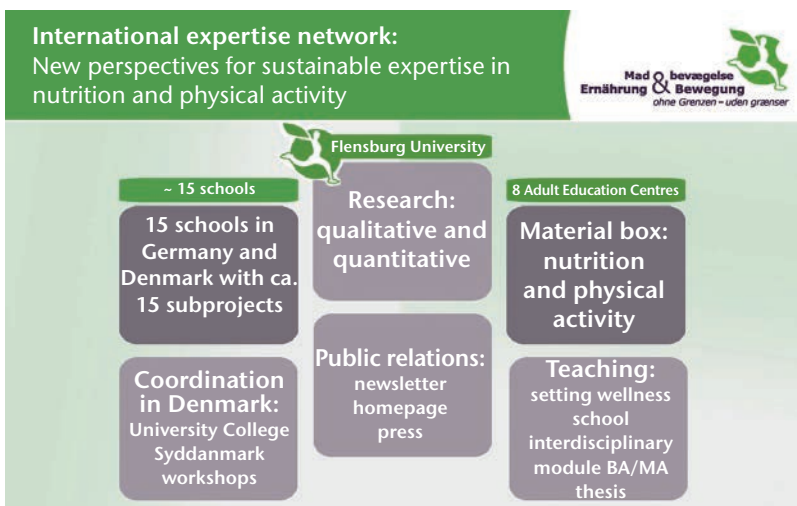 International expertise network:
New perspectives for sustainable expertise in
nutrition and physical activity
Mad & bevægelse
Ernährung & Bewegung
ohne Grenzen – uden grænser
Flensburg University
~ 15 schools
15 schools in
Germany and
Denmark with ca.
15 subprojects
Research:
qualitative and
quantitative
8 Adult Education Centres
Material box:
nutrition
and physical
activity
Coordination
in Denmark:
University College
Syddanmark
workshops
Public relations:
newsletter
homepage
press
Teaching:
setting wellness
school
interdisciplinary
module BA/MA
thesis